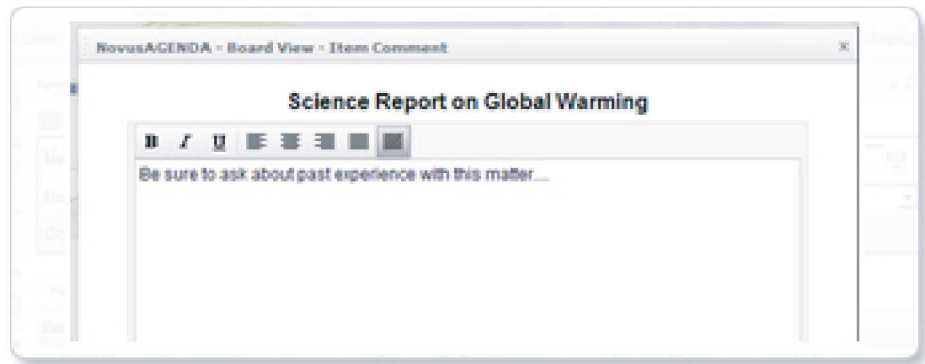 NovusAGENDA - Board View - Item Comment
Science Report on Global Warming
B I U
Be sure to ask about past experience with this matter....